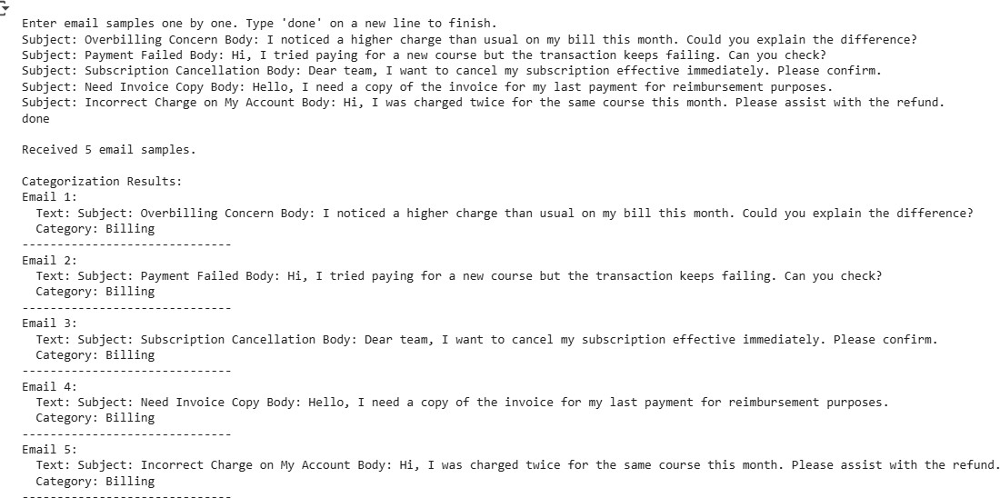 Enter email samples one by one. Type 'done' on a new line to finish.
Subject: Overbilling Concern Body: I noticed a higher charge than usual on my bill this month. Could you explain the difference?
Subject: Payment Failed Body: Hi, I tried paying for a new course but the transaction keeps failing. Can you check?
Subject: Subscription Cancellation Body: Dear team, I want to cancel my subscription effective immediately. Please confirm.
Subject: Need Invoice Copy Body: Hello, I need a copy of the invoice for my last payment for reimbursement purposes.
Subject: Incorrect Charge on My Account Body: Hi, I was charged twice for the same course this month. Please assist with the refund.
done

Received 5 email samples.

Categorization Results:
Email 1:
  Text: Subject: Overbilling Concern Body: I noticed a higher charge than usual on my bill this month. Could you explain the difference?
  Category: Billing
------------------------------
Email 2:
  Text: Subject: Payment Failed Body: Hi, I tried paying for a new course but the transaction keeps failing. Can you check?
  Category: Billing
------------------------------
Email 3:
  Text: Subject: Subscription Cancellation Body: Dear team, I want to cancel my subscription effective immediately. Please confirm.
  Category: Billing
------------------------------
Email 4:
  Text: Subject: Need Invoice Copy Body: Hello, I need a copy of the invoice for my last payment for reimbursement purposes.
  Category: Billing
------------------------------
Email 5:
  Text: Subject: Incorrect Charge on My Account Body: Hi, I was charged twice for the same course this month. Please assist with the refund.
  Category: Billing
------------------------------